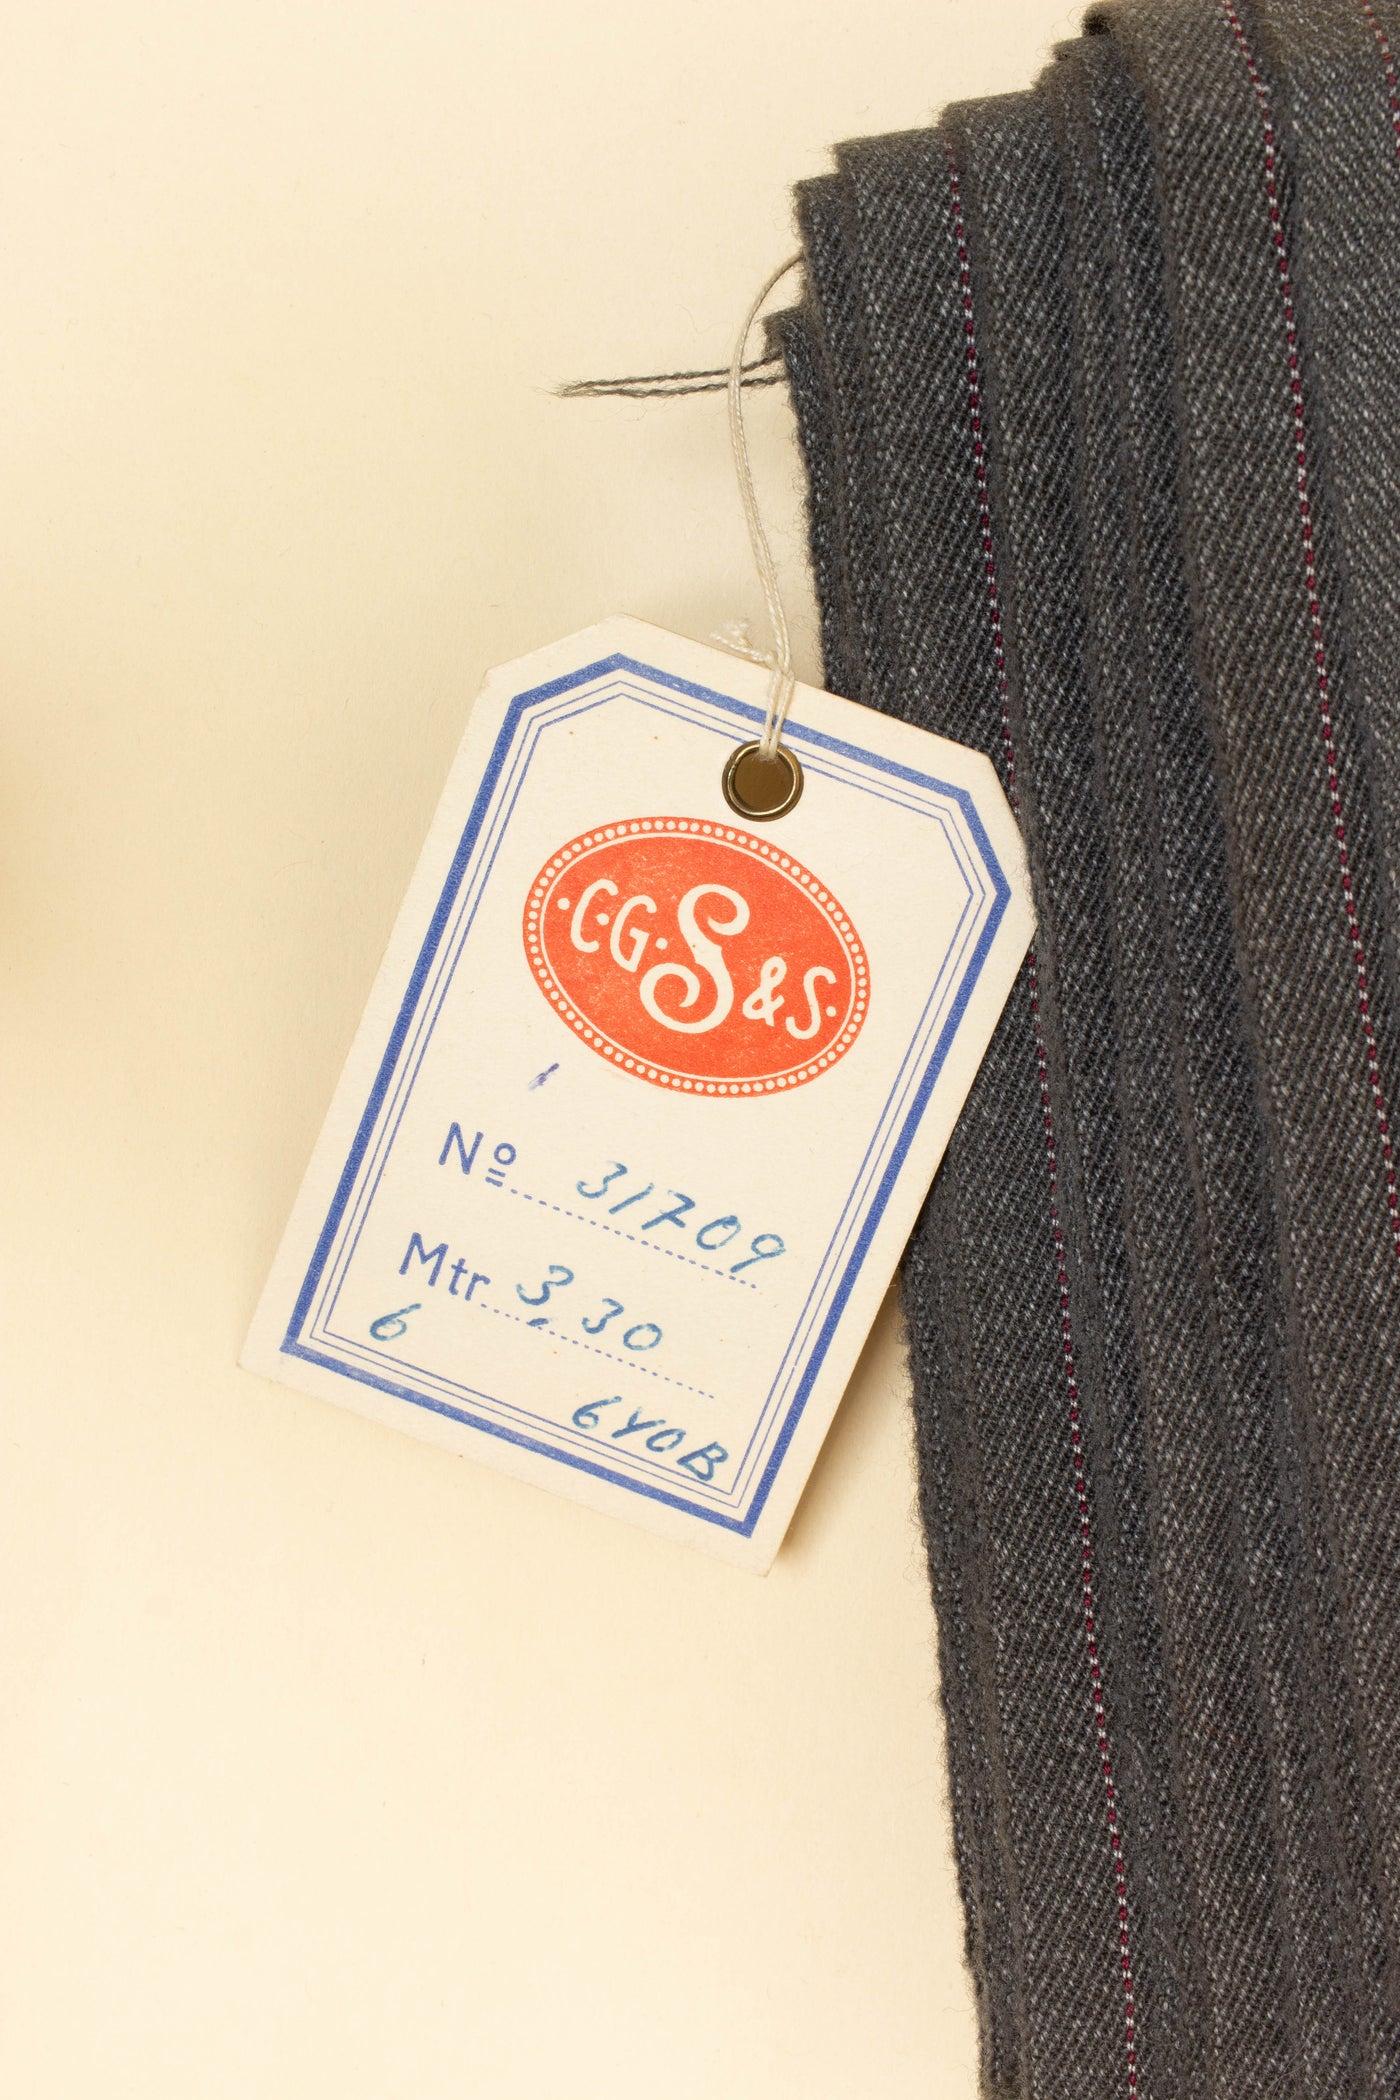 ·C·G·S&S·
Nº 31709
Mtr 3,30
6
6YOB